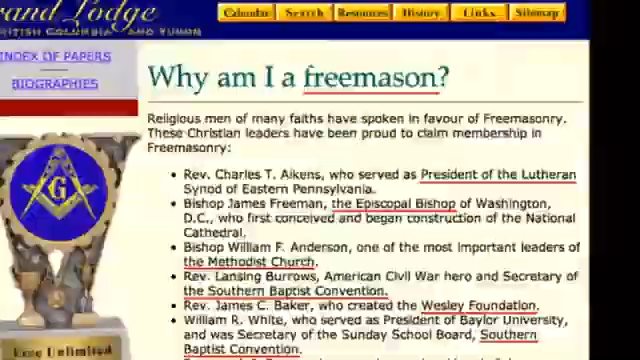 rand Lodge
BRITISH COLUMBIA AND YUKON
Calendar Search Resources History Links Sitemap
INDEX OF PAPERS
BIOGRAPHIES
Why am I a freemason?
Religious men of many faiths have spoken in favour of Freemasonry.
These Christian leaders have been proud to claim membership in
Freemasonry:
• Rev. Charles T. Aikens, who served as President of the Lutheran
Synod of Eastern Pennsylvania.
• Bishop James Freeman, the Episcopal Bishop of Washington,
D.C., who first conceived and began construction of the National
Cathedral.
• Bishop William F. Anderson, one of the most important leaders of
the Methodist Church.
• Rev. Lansing Burrows, American Civil War hero and Secretary of
the Southern Baptist Convention.
• Rev. James C. Baker, who created the Wesley Foundation.
• William R. White, who served as President of Baylor University,
and was Secretary of the Sunday School Board, Southern
Baptist Convention.
G
Unlimited